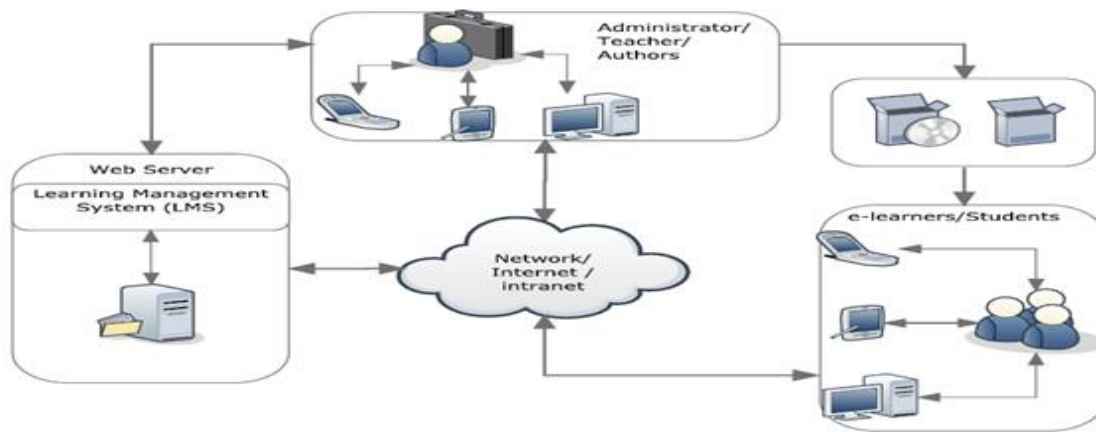 Administrator/
Teacher/
Authors
Web Server
Learning Management
System (LMS)
Network/
Internet /
intranet
e-learners/Students